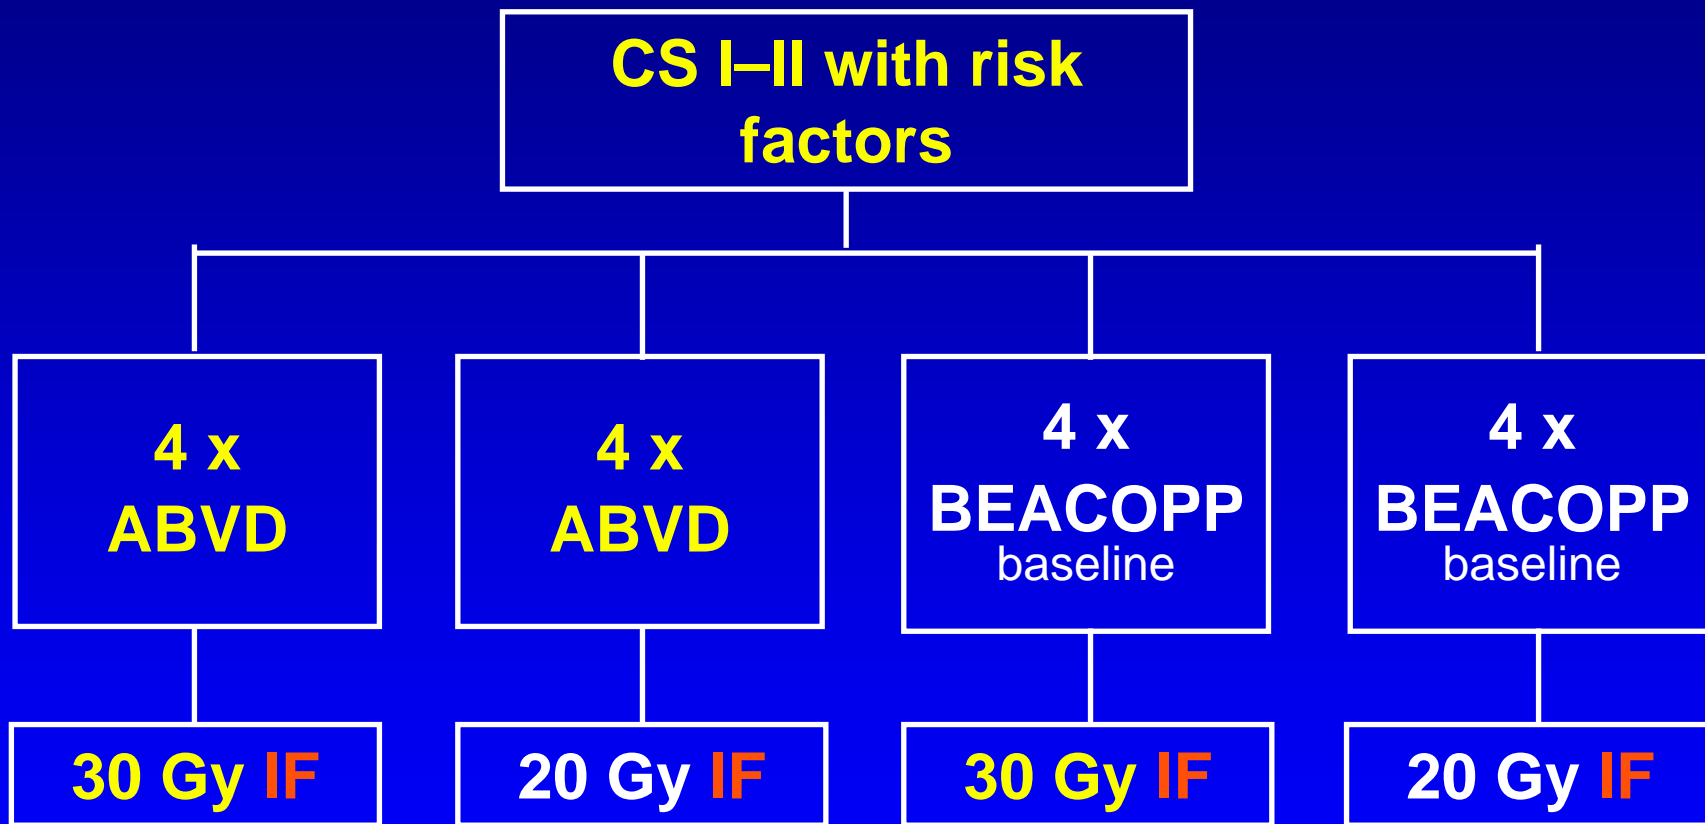 CS I–II with risk
factors
4 x
ABVD
4 x
ABVD
4 x
BEACOPP
baseline
4 x
BEACOPP
baseline
30 Gy IF
20 Gy IF
30 Gy IF
20 Gy IF